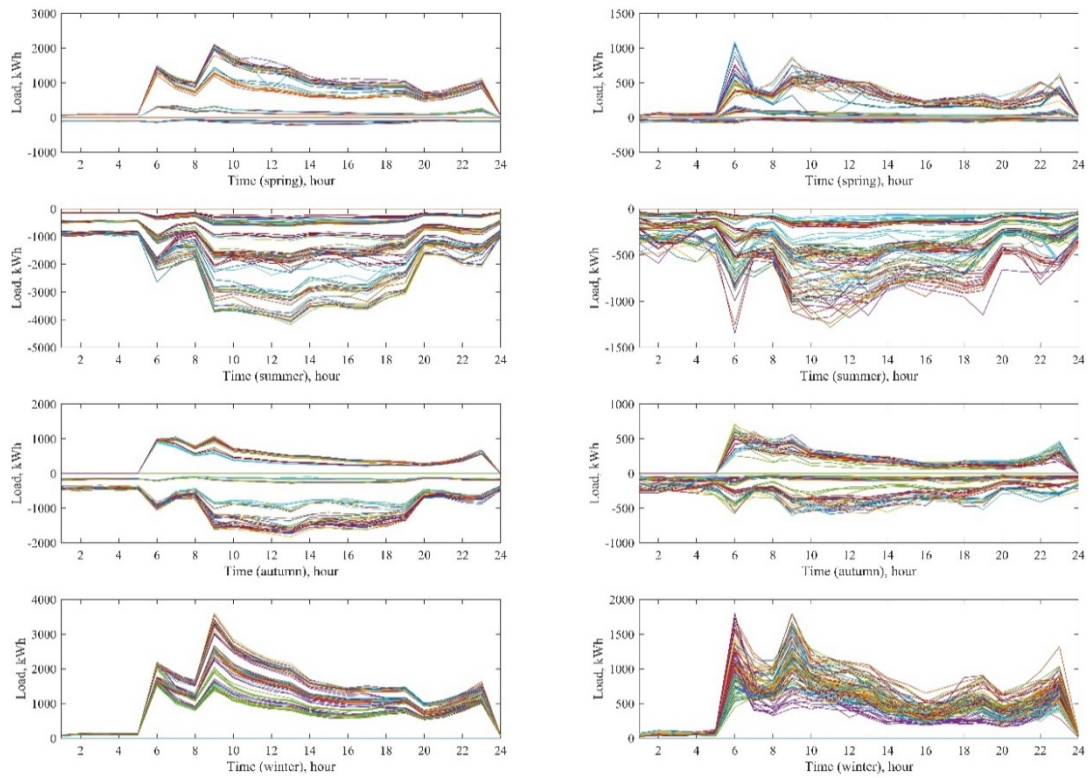 3000
2000
1000
0
-1000
2 4 6 8 10 12 14 16 18 20 22 24
Load, kWh
Time (spring), hour
1500
1000
500
0
-500
2 4 6 8 10 12 14 16 18 20 22 24
Load, kWh
Time (spring), hour
0
-1000
-2000
-3000
-4000
-5000
2 4 6 8 10 12 14 16 18 20 22 24
Load, kWh
Time (summer), hour
0
-500
-1000
-1500
2 4 6 8 10 12 14 16 18 20 22 24
Load, kWh
Time (summer), hour
2000
1000
0
-1000
-2000
2 4 6 8 10 12 14 16 18 20 22 24
Load, kWh
Time (autumn), hour
1000
500
0
-500
-1000
2 4 6 8 10 12 14 16 18 20 22 24
Load, kWh
Time (autumn), hour
4000
3000
2000
1000
0
2 4 6 8 10 12 14 16 18 20 22 24
Load, kWh
Time (winter), hour
2000
1500
1000
500
0
2 4 6 8 10 12 14 16 18 20 22 24
Load, kWh
Time (winter), hour